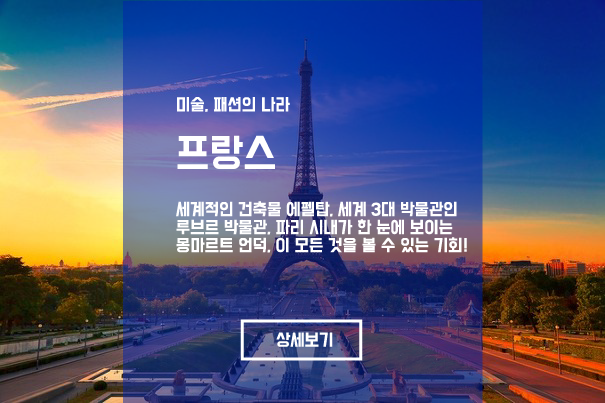 미술, 패션의 나라
프랑스
세계적인 건축물 에펠탑, 세계 3대 박물관인
루브르 박물관, 파리 시내가 한 눈에 보이는
몽마르트 언덕, 이 모든 것을 볼 수 있는 기회!
상세보기